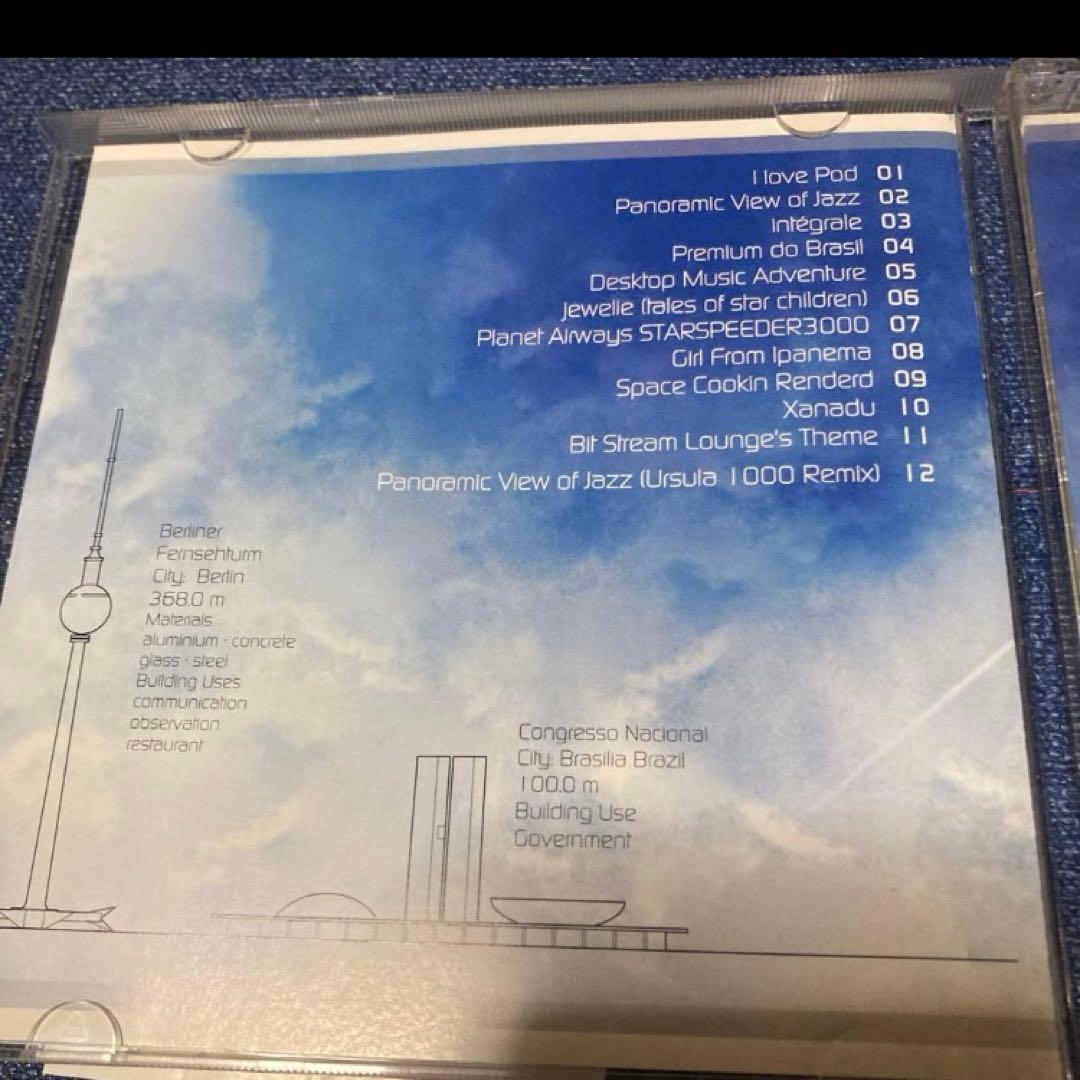 I love Pod 01
Panoramic View of Jazz 02
intégrale 03
Premium do Brasil 04
Desktop Music Adventure 05
Jewelie (tales of star children) 06
Planet Airways STARSPEEDER3000 07
Girl From Ipanema 08
Space Cookin Renderd 09
Xanadu 10
Bit Stream Lounge's Theme 11
Panoramic View of Jazz (Ursula 1000 Remix) 12
Berliner
Fernsehturm
City: Berlin
368.0 m
Materials
aluminium · concrete
glass · steel
Building Uses
communication
observation
restaurant
Congresso Nacional
City: Brasilia Brazil
100.0 m
Building Use
Government